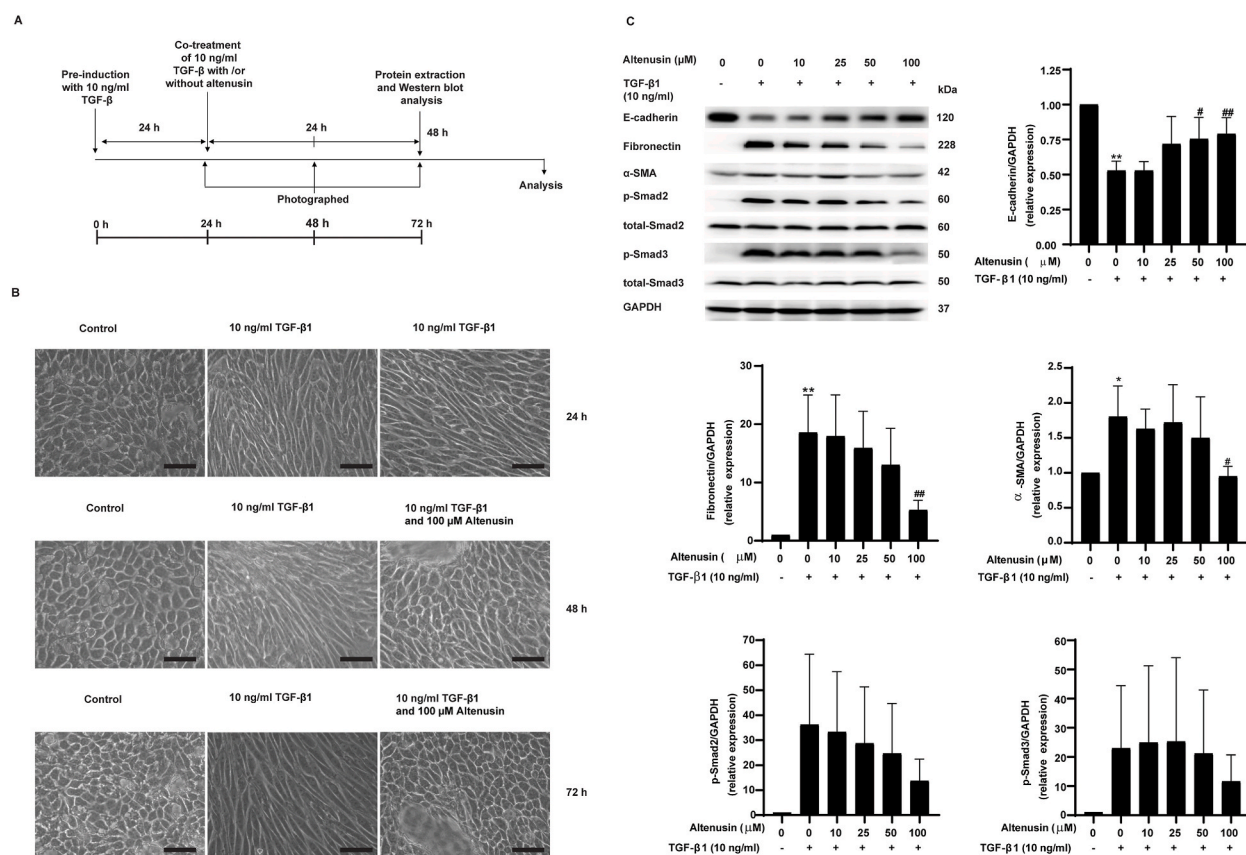 A
Pre-induction
with 10 ng/ml
TGF-β
Co-treatment
of 10 ng/ml
TGF-β with /or
without altenusin
Protein extraction
and Western blot
analysis
24 h
24 h
48 h
Photographed
Analysis
0 h
24 h
48 h
72 h
B
Control
10 ng/ml TGF-β1
10 ng/ml TGF-β1
24 h
Control
10 ng/ml TGF-β1
10 ng/ml TGF-β1
and 100 μM Altenusin
48 h
Control
10 ng/ml TGF-β1
10 ng/ml TGF-β1
and 100 μM Altenusin
72 h
C
Altenusin (μM) 0 0 10 25 50 100
TGF-β1 - + + + + +
(10 ng/ml)
kDa
E-cadherin 120
Fibronectin 228
α-SMA 42
p-Smad2 60
total-Smad2 60
p-Smad3 50
total-Smad3 50
GAPDH 37
E-cadherin/GAPDH
(relative expression)
1.25
1.00
0.75
0.50
0.25
0.00
**
#
##
Altenusin ( μM) 0 0 10 25 50 100
TGF-β1 (10 ng/ml) - + + + + +
Fibronectin/GAPDH
(relative expression)
30
20
10
0
**
##
Altenusin ( μM) 0 0 10 25 50 100
TGF-β1 (10 ng/ml) - + + + + +
α -SMA/GAPDH
(relative expression)
2.5
2.0
1.5
1.0
0.5
0.0
*
#
Altenusin ( μM) 0 0 10 25 50 100
TGF-β1 (10 ng/ml) - + + + + +
p-Smad2/GAPDH
(relative expression)
70
60
50
40
30
20
10
0
Altenusin (μM) 0 0 10 25 50 100
TGF-β1 (10 ng/ml) - + + + + +
p-Smad3/GAPDH
(relative expression)
60
50
40
30
20
10
0
Altenusin (μM) 0 0 10 25 50 100
TGF-β1 (10 ng/ml) - + + + + +